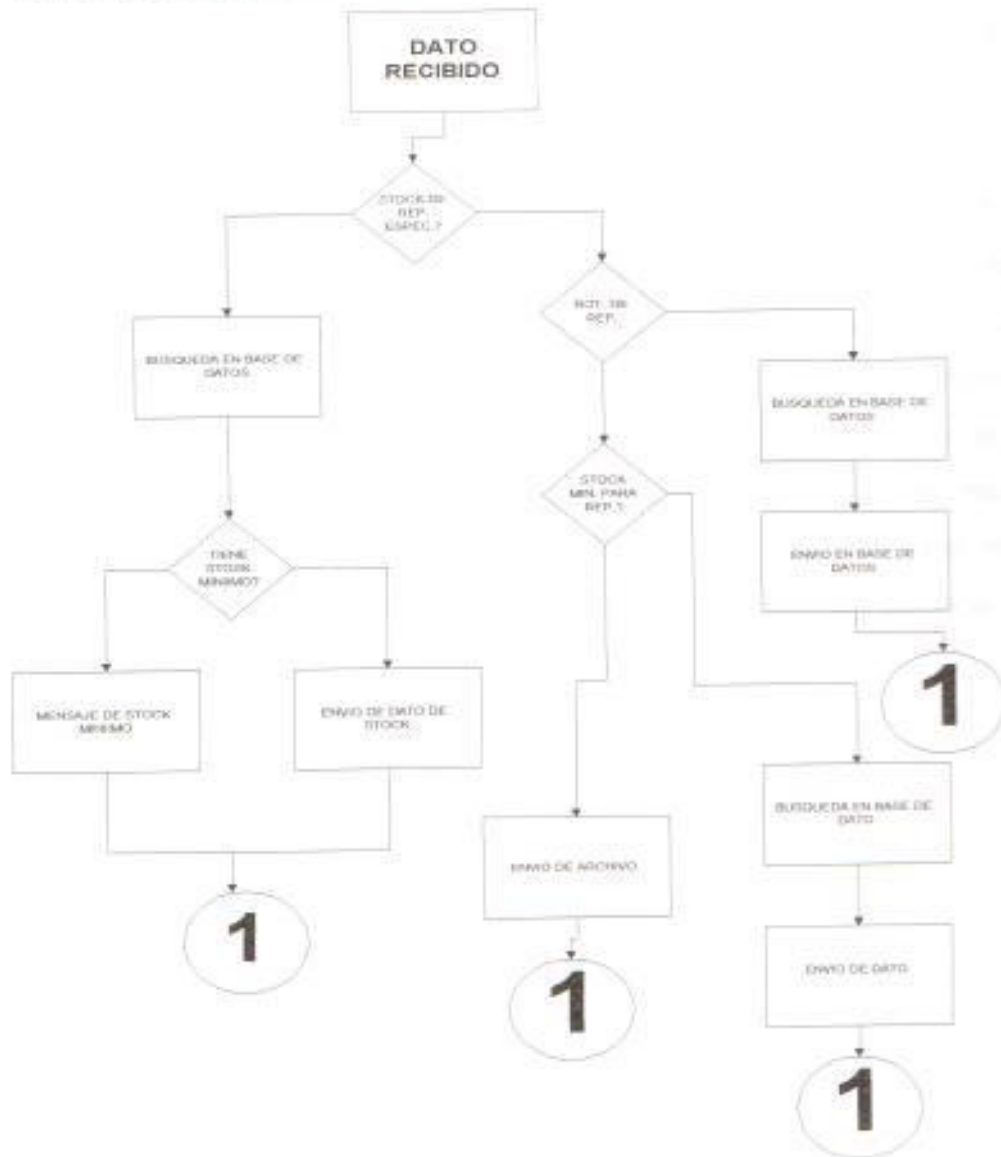 DATO
RECIBIDO
STOCK DE
REP.
ESPEC.?
REP.
BUSQUEDA EN BASE DE
DATOS
BUSQUEDA EN BASE DE
DATOS
STOCK
MIN. PARA
REP.?
TIENE
STOCK
MINIMO?
ENVIO EN BASE DE
DATOS
1
MENSAJE DE STOCK
MINIMO
ENVIO DE DATO DE
STOCK
BUSQUEDA EN BASE DE
DATO
ENVIO DE ARCHIVO
1
ENVIO DE DATO
1
1